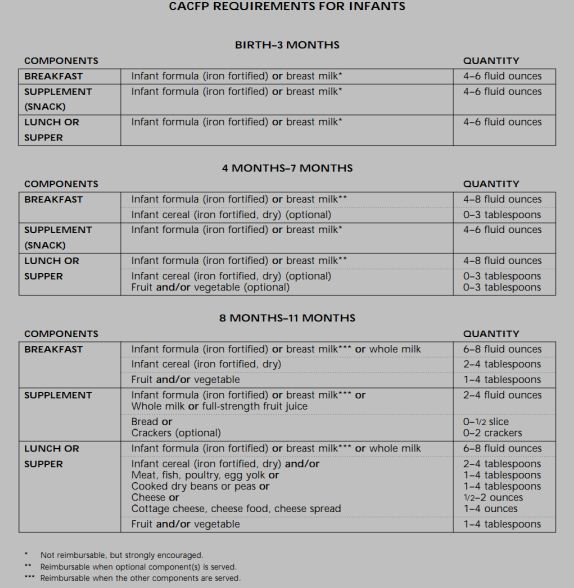 CACFP REQUIREMENTS FOR INFANTS
BIRTH–3 MONTHS
COMPONENTS QUANTITY
BREAKFAST Infant formula (iron fortified) or breast milk* 4–6 fluid ounces
SUPPLEMENT Infant formula (iron fortified) or breast milk* 4–6 fluid ounces
(SNACK)
LUNCH OR Infant formula (iron fortified) or breast milk* 4–6 fluid ounces
SUPPER
4 MONTHS–7 MONTHS
COMPONENTS QUANTITY
BREAKFAST Infant formula (iron fortified) or breast milk** 4–8 fluid ounces
Infant cereal (iron fortified, dry) (optional) 0–3 tablespoons
SUPPLEMENT Infant formula (iron fortified) or breast milk* 4–6 fluid ounces
(SNACK)
LUNCH OR Infant formula (iron fortified) or breast milk** 4–8 fluid ounces
SUPPER Infant cereal (iron fortified, dry) (optional) 0–3 tablespoons
Fruit and/or vegetable (optional) 0–3 tablespoons
8 MONTHS–11 MONTHS
COMPONENTS QUANTITY
BREAKFAST Infant formula (iron fortified) or breast milk*** or whole milk 6–8 fluid ounces
Infant cereal (iron fortified, dry) 2–4 tablespoons
Fruit and/or vegetable 1–4 tablespoons
SUPPLEMENT Infant formula (iron fortified) or breast milk*** or 2–4 fluid ounces
Whole milk or full-strength fruit juice
Bread or 0–1/2 slice
Crackers (optional) 0–2 crackers
LUNCH OR Infant formula (iron fortified) or breast milk*** or whole milk 6–8 fluid ounces
SUPPER Infant cereal (iron fortified, dry) and/or 2–4 tablespoons
Meat, fish, poultry, egg yolk or 1–4 tablespoons
Cooked dry beans or peas or 1–4 tablespoons
Cheese or 1/2–2 ounces
Cottage cheese, cheese food, cheese spread 1–4 ounces
Fruit and/or vegetable 1–4 tablespoons
* Not reimbursable, but strongly encouraged.
** Reimbursable when optional component(s) is served.
*** Reimbursable when the other components are served.